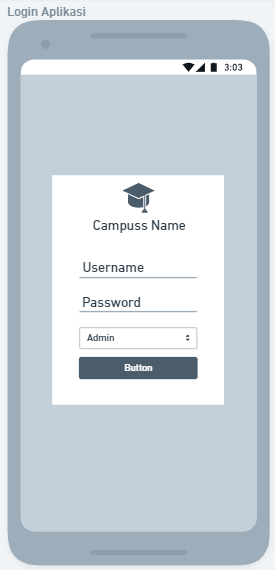 Login Aplikasi
3:03
Campuss Name
Username
Password
Admin
Button